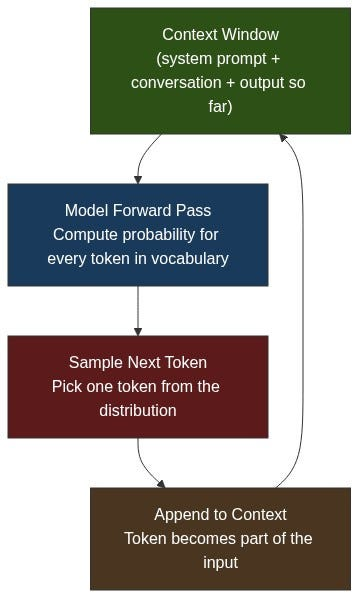 Context Window
(system prompt +
conversation + output so
far)
Model Forward Pass
Compute probability for
every token in vocabulary
Sample Next Token
Pick one token from the
distribution
Append to Context
Token becomes part of the
input